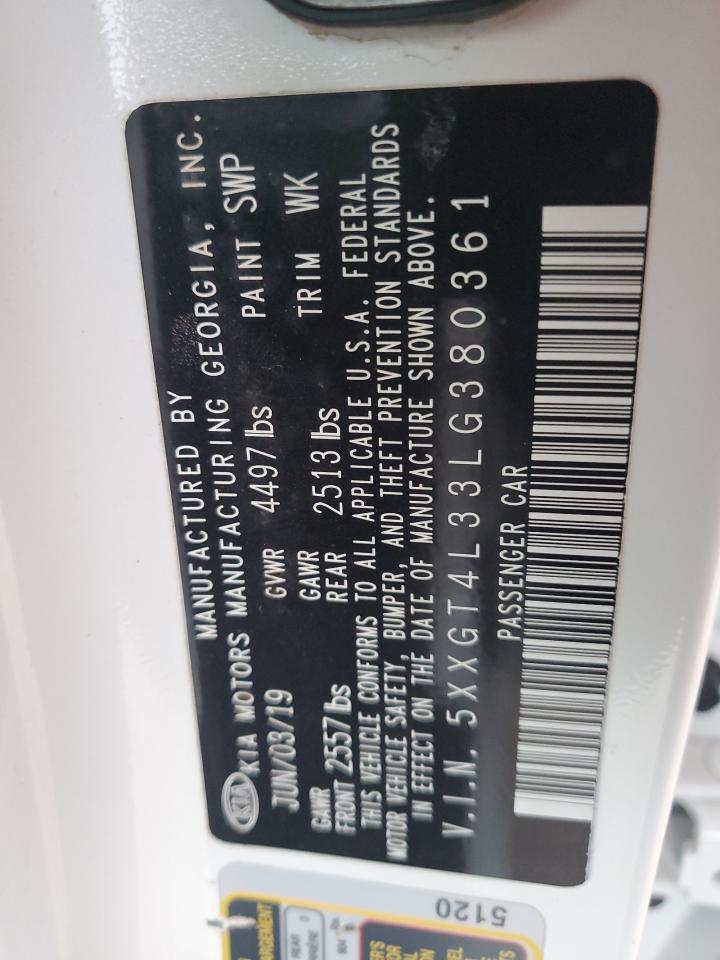 MANUFACTURED BY
KIA KIA MOTORS MANUFACTURING GEORGIA, INC.
JUN/03/19 GVWR 4497 lbs PAINT SWP
GAWR FRONT 2557 lbs GAWR REAR 2513 lbs TRIM WK
THIS VEHICLE CONFORMS TO ALL APPLICABLE U.S.A. FEDERAL
MOTOR VEHICLE SAFETY, BUMPER, AND THEFT PREVENTION STANDARDS
IN EFFECT ON THE DATE OF MANUFACTURE SHOWN ABOVE.
V.I.N. 5XXGT4L33LG380361
PASSENGER CAR
5120
REAR